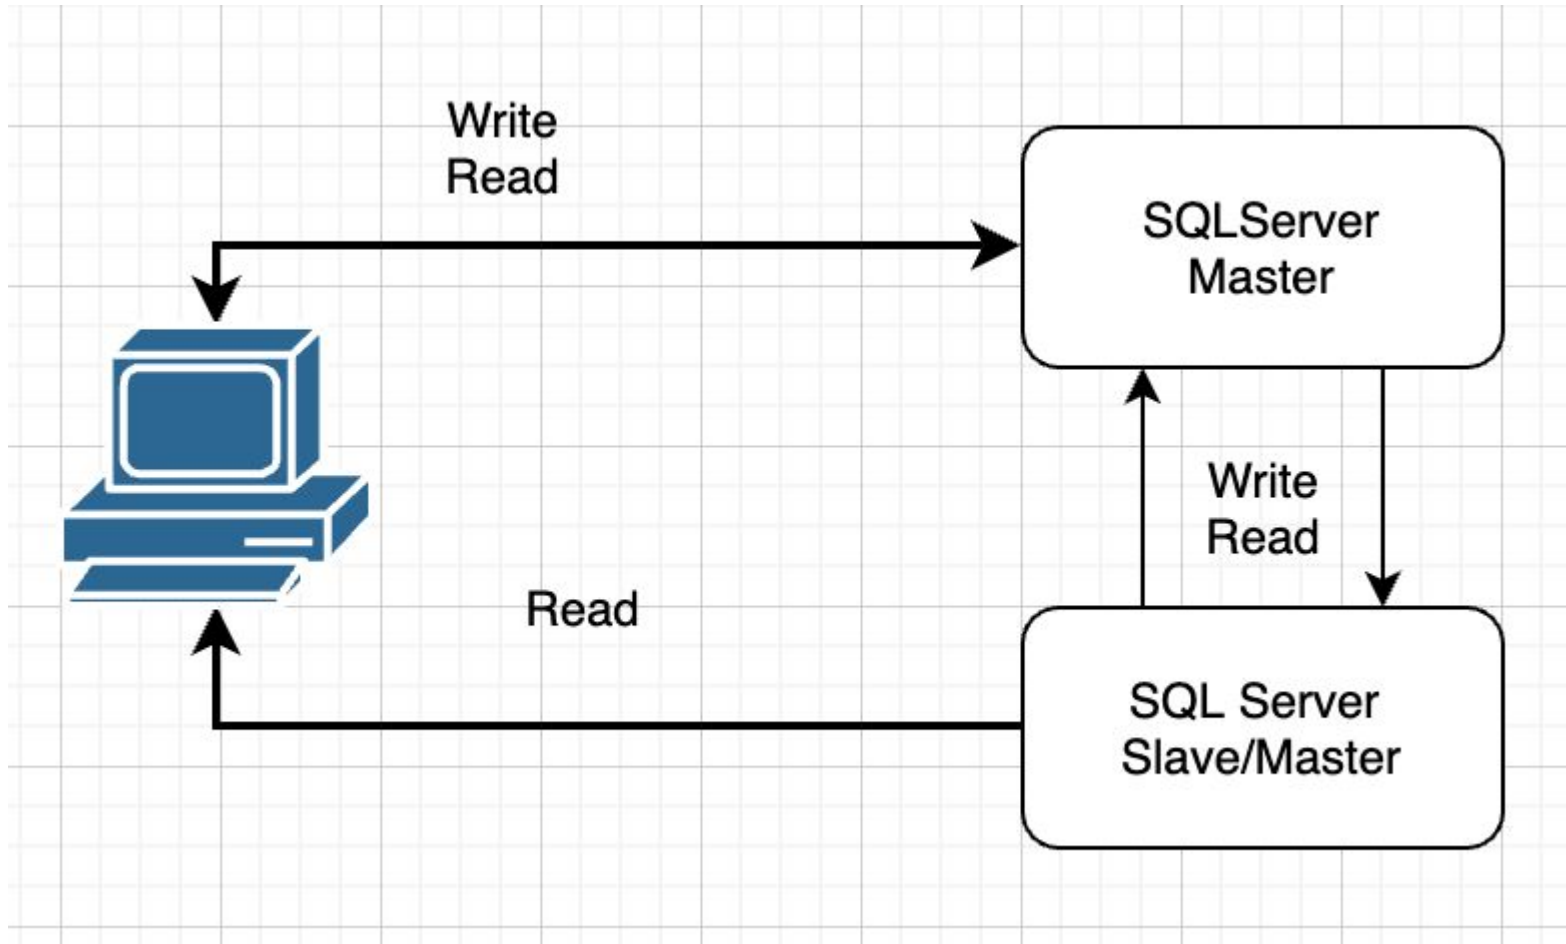 Write
Read
SQLServer
Master
Write
Read
Read
SQL Server
Slave/Master